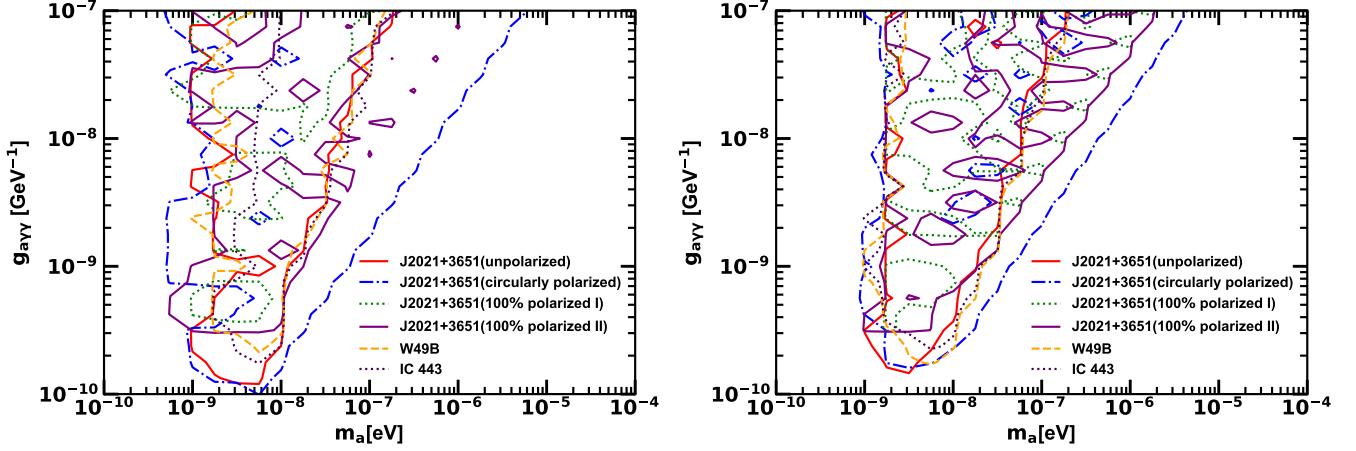 10⁻⁷
10⁻⁸
10⁻⁹
10⁻¹⁰
gₐγγ [GeV⁻¹]
J2021+3651(unpolarized)
J2021+3651(circularly polarized)
J2021+3651(100% polarized I)
J2021+3651(100% polarized II)
W49B
IC 443
10⁻¹⁰ 10⁻⁹ 10⁻⁸ 10⁻⁷ 10⁻⁶ 10⁻⁵ 10⁻⁴
mₐ[eV]
10⁻⁷
10⁻⁸
10⁻⁹
10⁻¹⁰
gₐγγ [GeV⁻¹]
J2021+3651(unpolarized)
J2021+3651(circularly polarized)
J2021+3651(100% polarized I)
J2021+3651(100% polarized II)
W49B
IC 443
10⁻¹⁰ 10⁻⁹ 10⁻⁸ 10⁻⁷ 10⁻⁶ 10⁻⁵ 10⁻⁴
mₐ[eV]